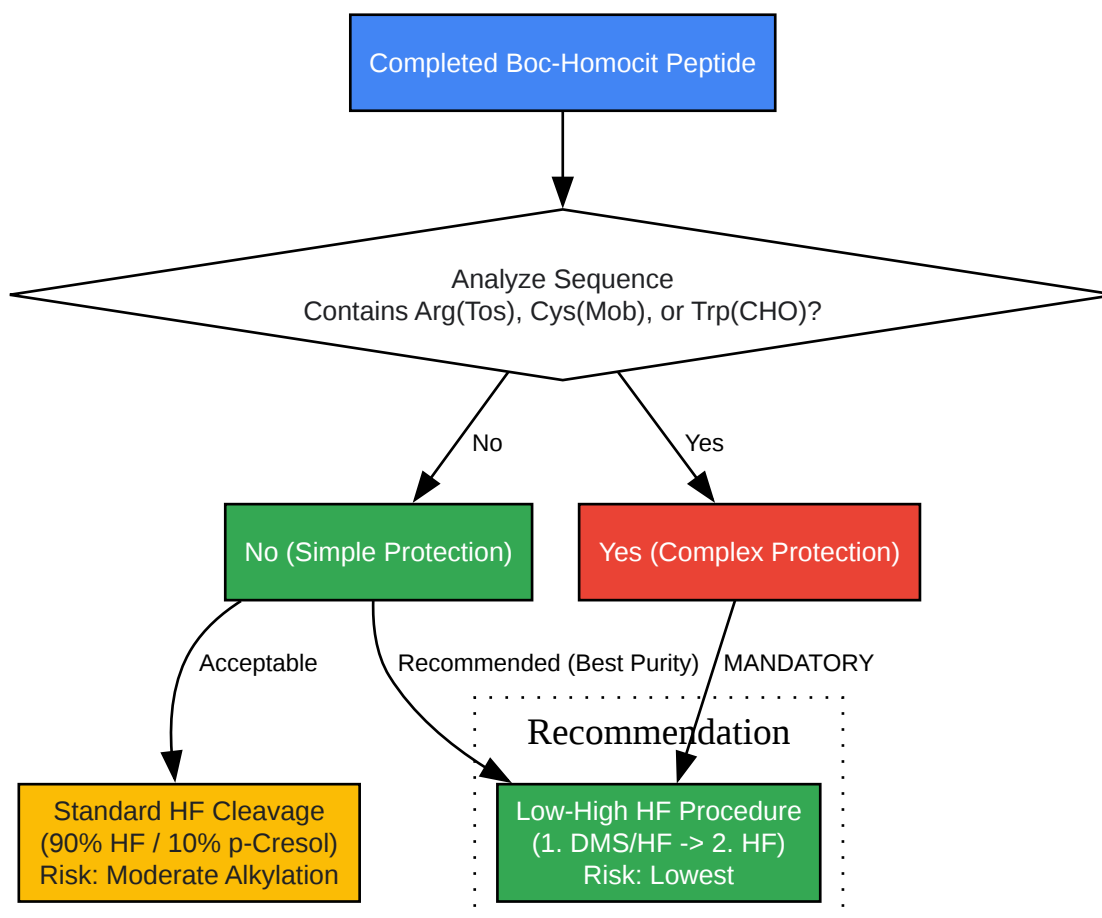 Completed Boc-Homocit Peptide
Analyze Sequence
Contains Arg(Tos), Cys(Mob), or Trp(CHO)?
No
Yes
No (Simple Protection)
Yes (Complex Protection)
Acceptable
Recommended (Best Purity)
MANDATORY
Recommendation
Standard HF Cleavage
(90% HF / 10% p-Cresol)
Risk: Moderate Alkylation
Low-High HF Procedure
(1. DMS/HF -> 2. HF)
Risk: Lowest